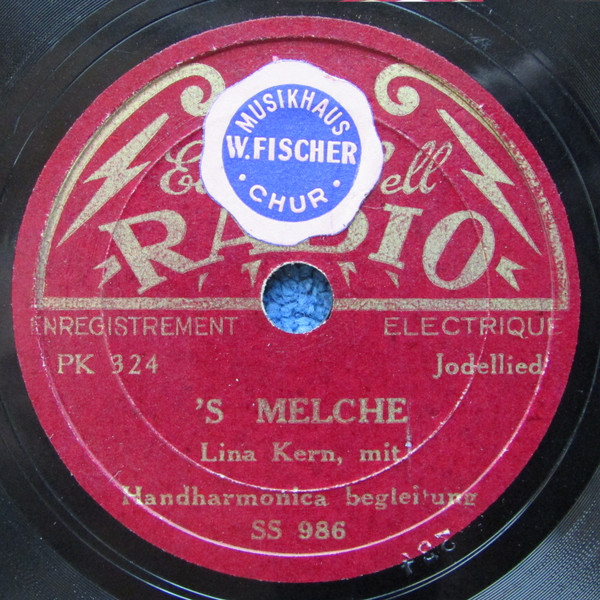 MUSIKHAUS
W. FISCHER
CHUR
RADIO
ENREGISTREMENT ELECTRIQUE
PK 324 Jodellied
'S MELCHE
Lina Kern, mit
Handharmonica begleitung
SS 986